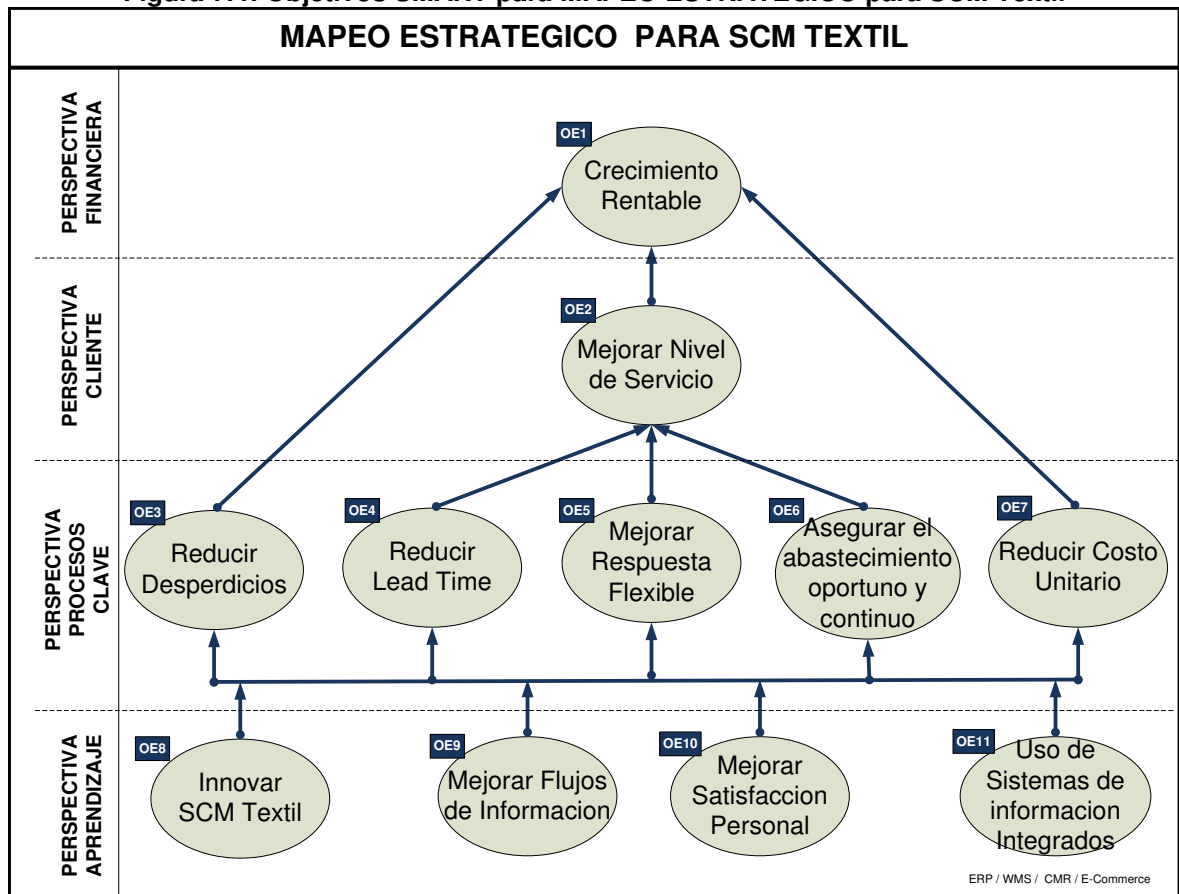 MAPEO ESTRATEGICO PARA SCM TEXTIL
PERSPECTIVA
FINANCIERA
OE1
Crecimiento
Rentable
PERSPECTIVA
CLIENTE
OE2
Mejorar Nivel
de Servicio
PERSPECTIVA
PROCESOS
CLAVE
OE3
Reducir
Desperdicios
OE4
Reducir
Lead Time
OE5
Mejorar
Respuesta
Flexible
OE6
Asegurar el
abastecimiento
oportuno y
continuo
OE7
Reducir Costo
Unitario
PERSPECTIVA
APRENDIZAJE
OE8
Innovar
SCM Textil
OE9
Mejorar Flujos
de Informacion
OE10
Mejorar
Satisfaccion
Personal
OE11
Uso de
Sistemas de
informacion
Integrados
ERP / WMS / CMR / E-Commerce